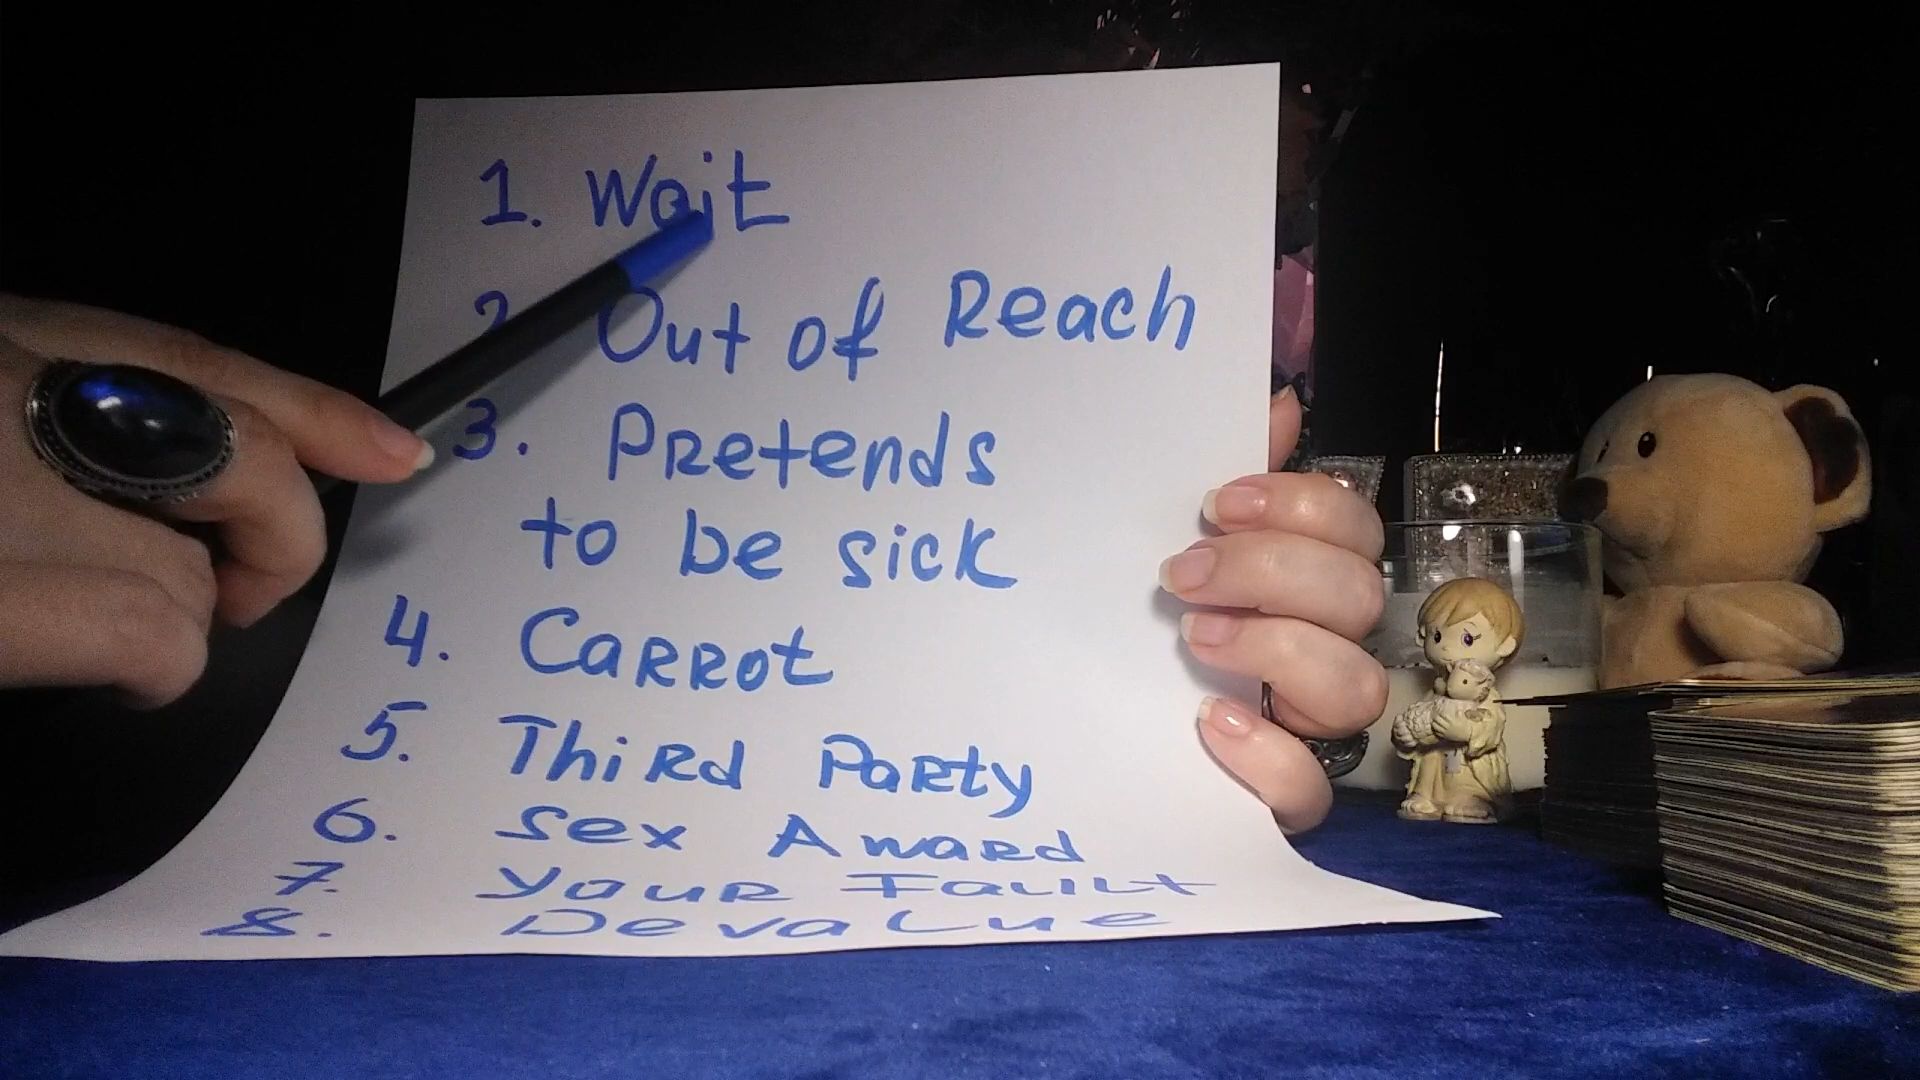 1. Wait
2 Out of Reach
3. Pretends
to be sick
4. Carrot
5. Third Party
6. Sex Award
7. Your Fault
8. Devalue